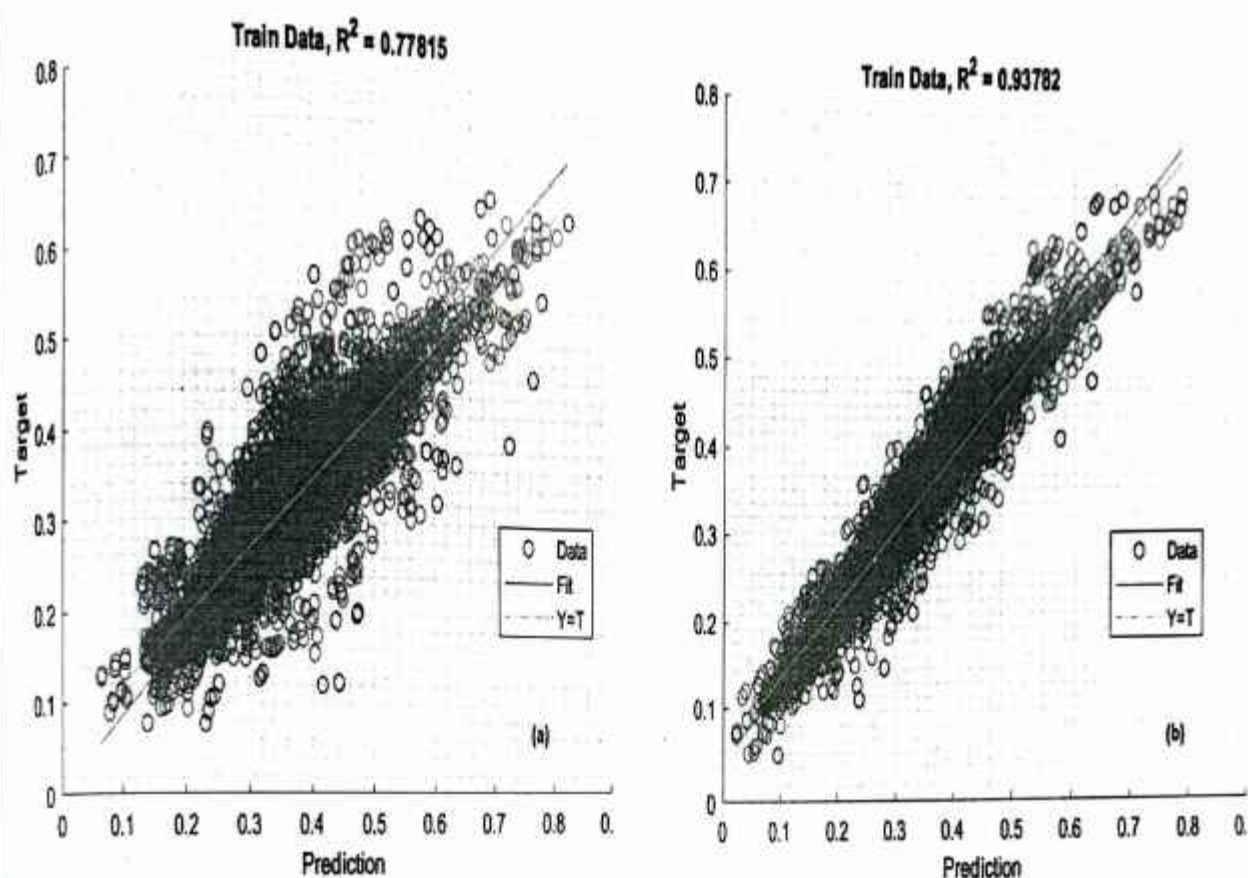 Train Data, R² = 0.77815
0.8
0.7
0.6
0.5
0.4
0.3
0.2
0.1
0
Target
Data
Fit
Y=T
(a)
0 0.1 0.2 0.3 0.4 0.5 0.6 0.7 0.8 0.
Prediction
Train Data, R² = 0.93782
0.8
0.7
0.6
0.5
0.4
0.3
0.2
0.1
0
Target
Data
Fit
Y=T
(b)
0 0.1 0.2 0.3 0.4 0.5 0.6 0.7 0.8 0.
Prediction